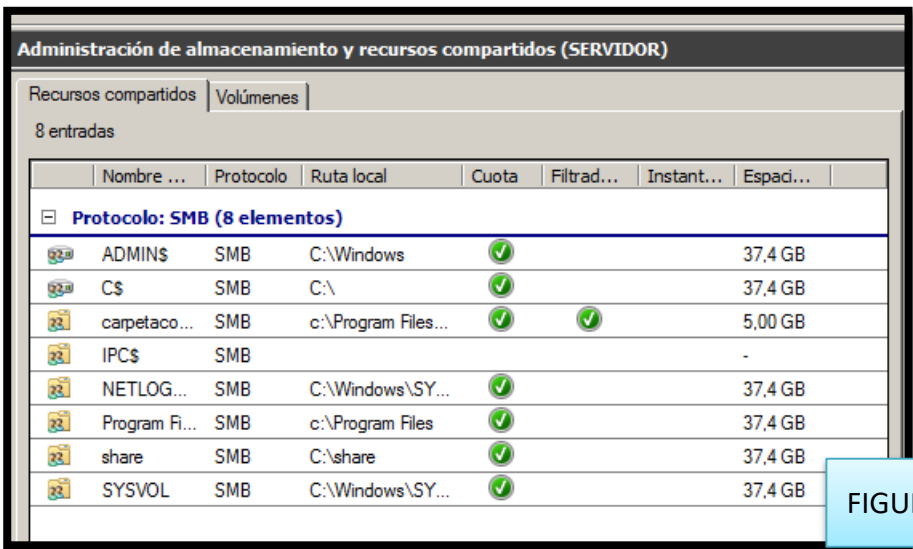 Administración de almacenamiento y recursos compartidos (SERVIDOR)
Recursos compartidos Volúmenes
8 entradas
Nombre ... Protocolo Ruta local Cuota Filtrad... Instant... Espaci...
Protocolo: SMB (8 elementos)
ADMIN$ SMB C:\Windows 37,4 GB
C$ SMB C:\ 37,4 GB
carpetaco... SMB c:\Program Files... 5,00 GB
IPC$ SMB -
NETLOG... SMB C:\Windows\SY... 37,4 GB
Program Fi... SMB c:\Program Files 37,4 GB
share SMB C:\share 37,4 GB
SYSVOL SMB C:\Windows\SY... 37,4 GB